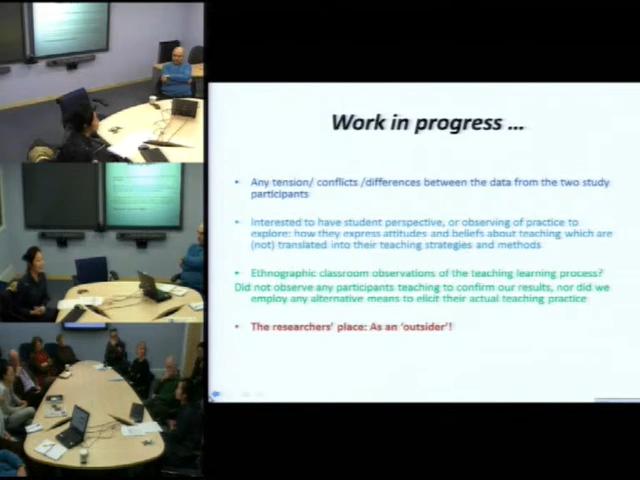 Work in progress ...
• Any tension/ conflicts /differences between the data from the two study
participants
• Interested to have student perspective, or observing of practice to
explore: how they express attitudes and beliefs about teaching which are
(not) translated into their teaching strategies and methods
• Ethnographic classroom observations of the teaching learning process?
Did not observe any participants teaching to confirm our results, nor did we
employ any alternative means to elicit their actual teaching practice
• The researchers' place: As an 'outsider'!